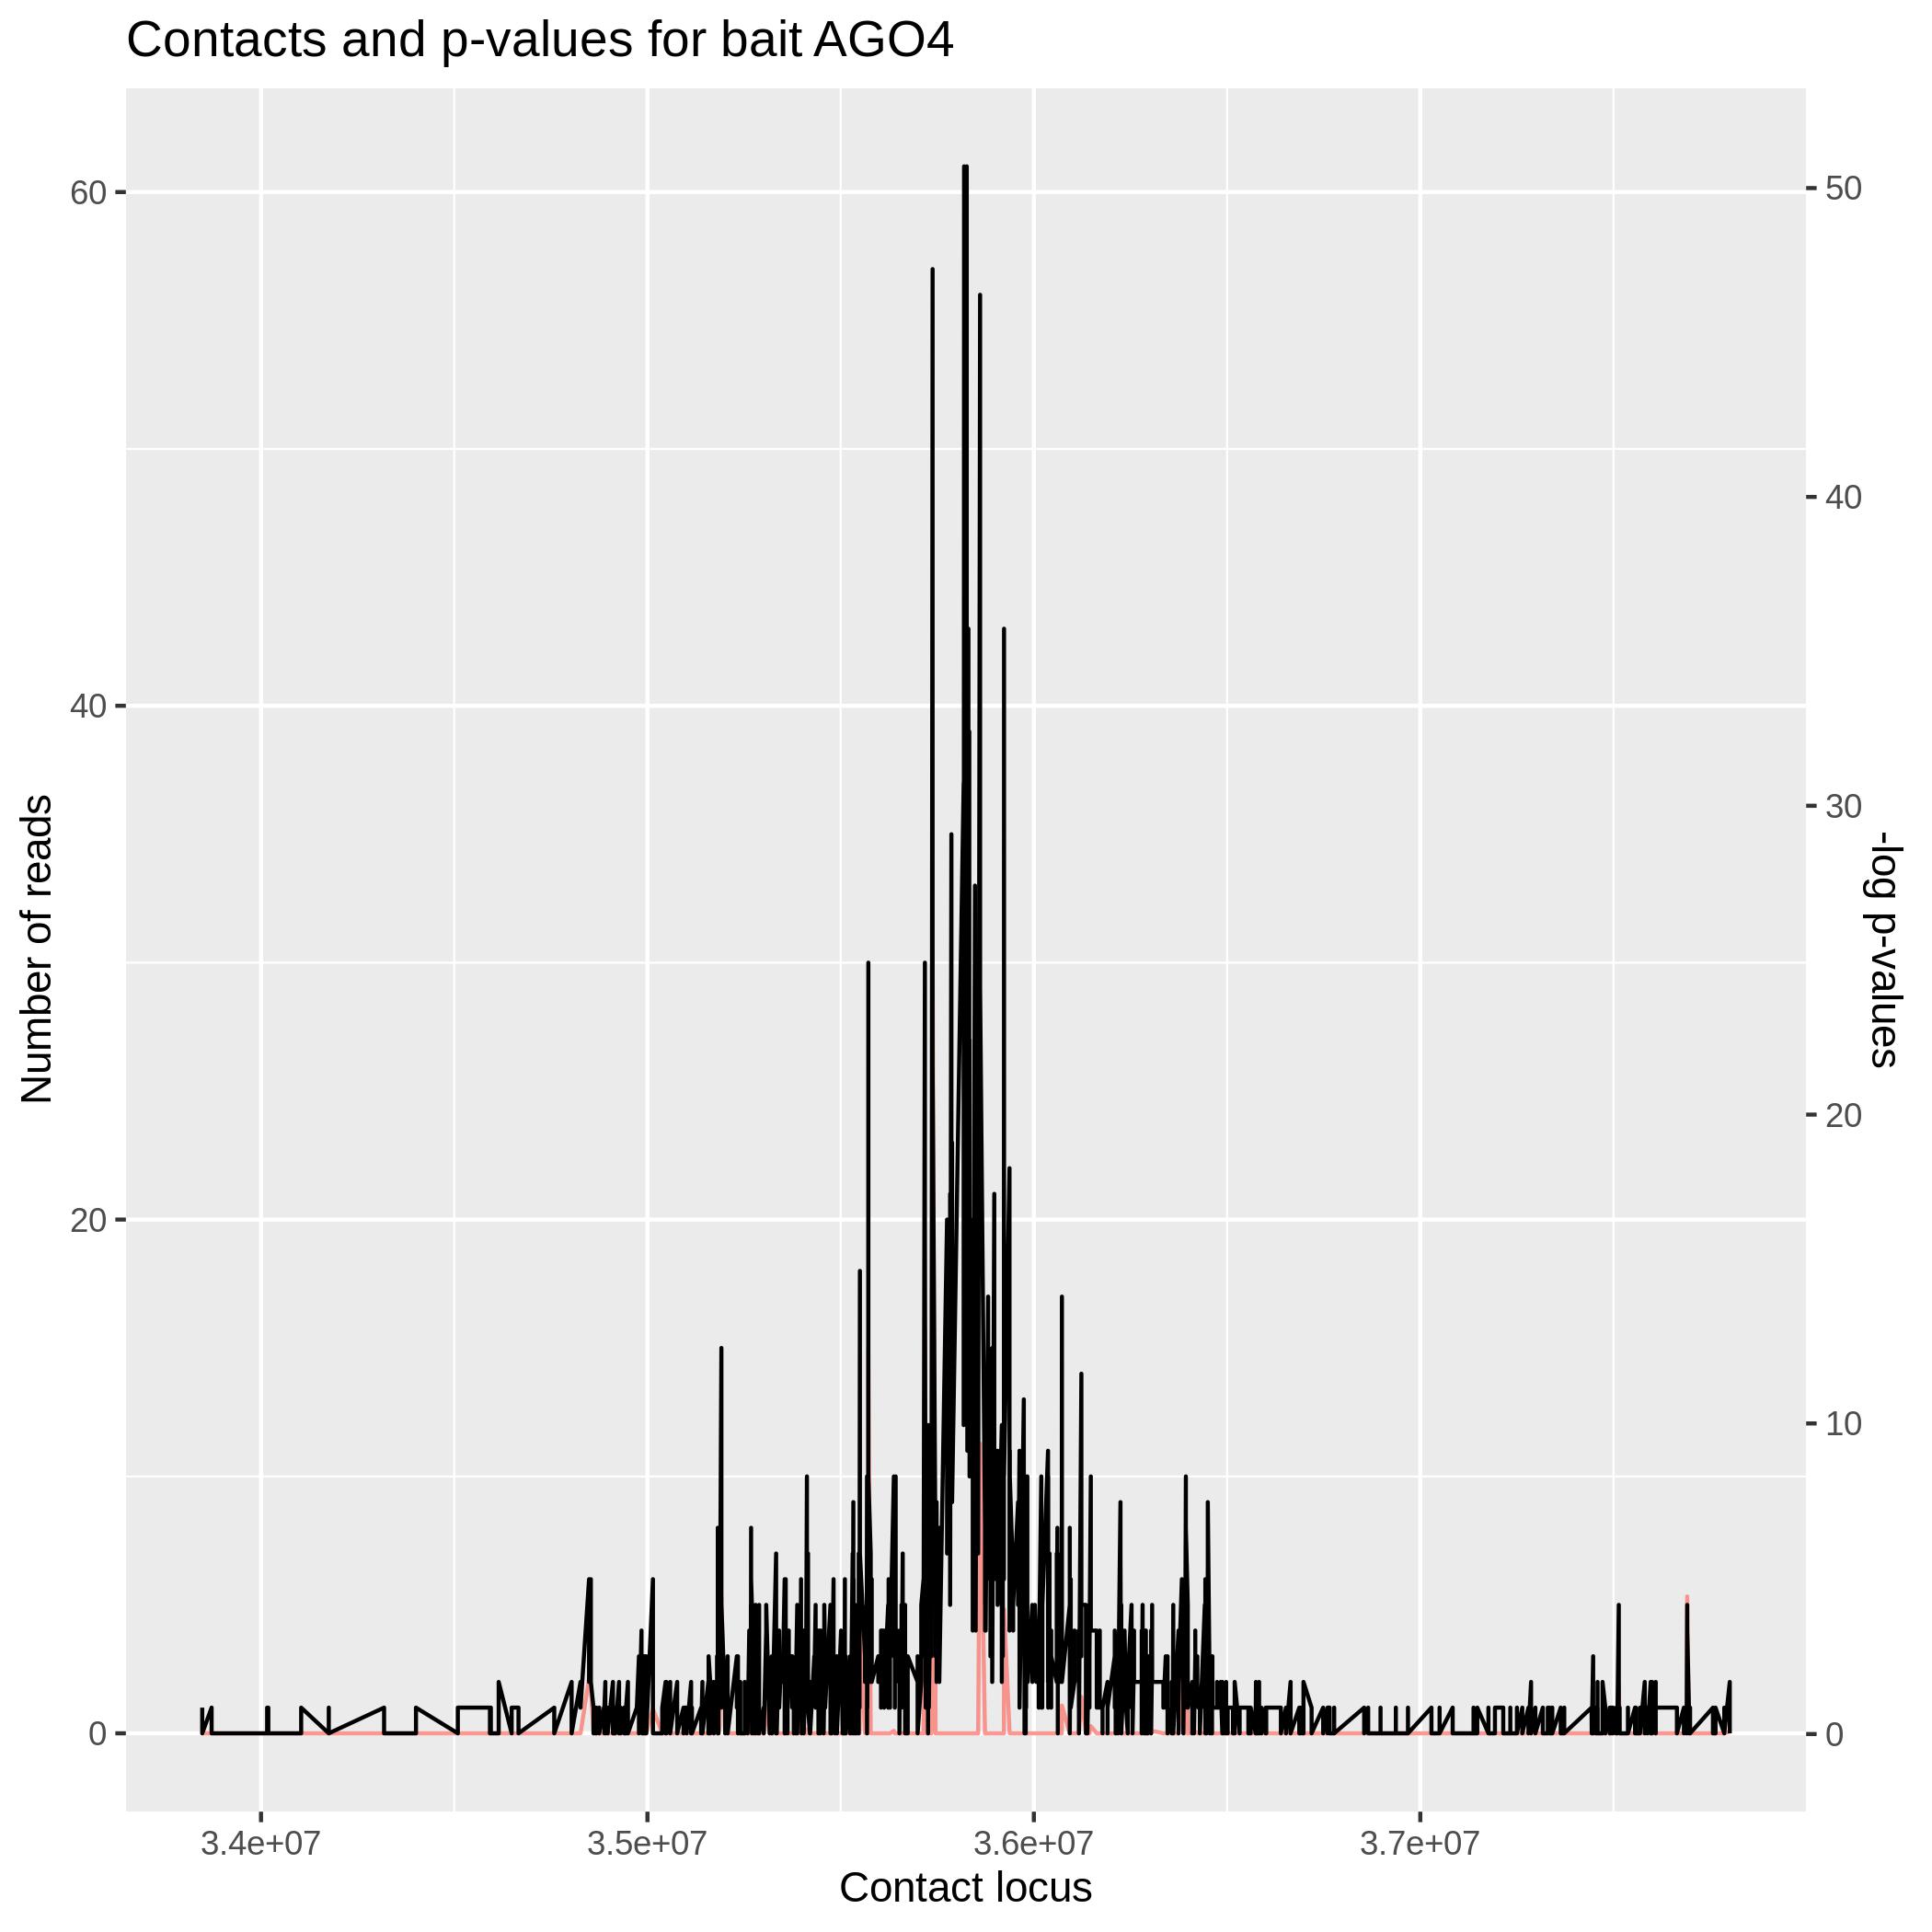 Contacts and p-values for bait AGO4
60
40
20
0
50
40
30
20
10
0
Number of reads
-log p-values
3.4e+07
3.5e+07
3.6e+07
3.7e+07
Contact locus